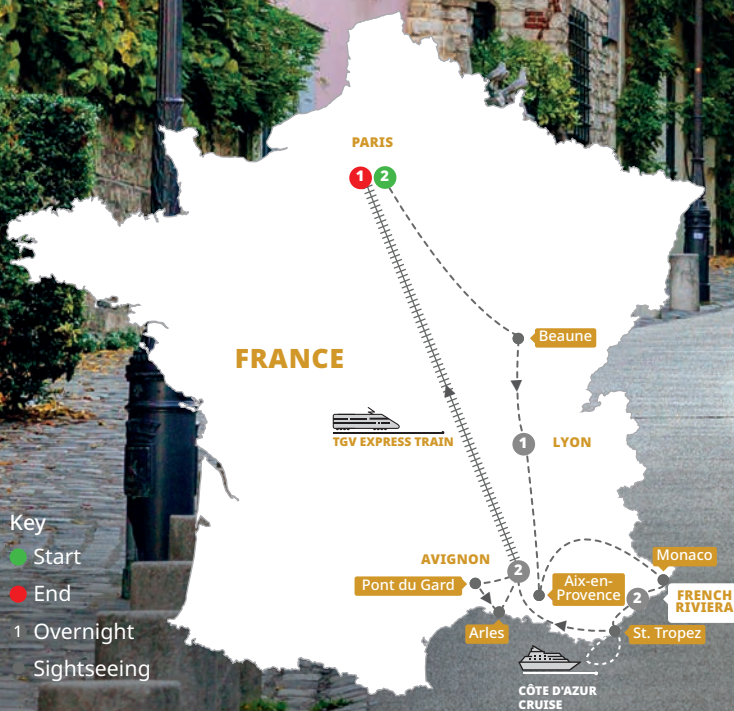 PARIS
1
2
Beaune
FRANCE
TGV EXPRESS TRAIN
1
LYON
AVIGNON
2
Pont du Gard
Arles
Aix-en-
Provence
2
Monaco
FRENCH
RIVIERA
St. Tropez
CÔTE D'AZUR
CRUISE
Key
Start
End
1 Overnight
Sightseeing